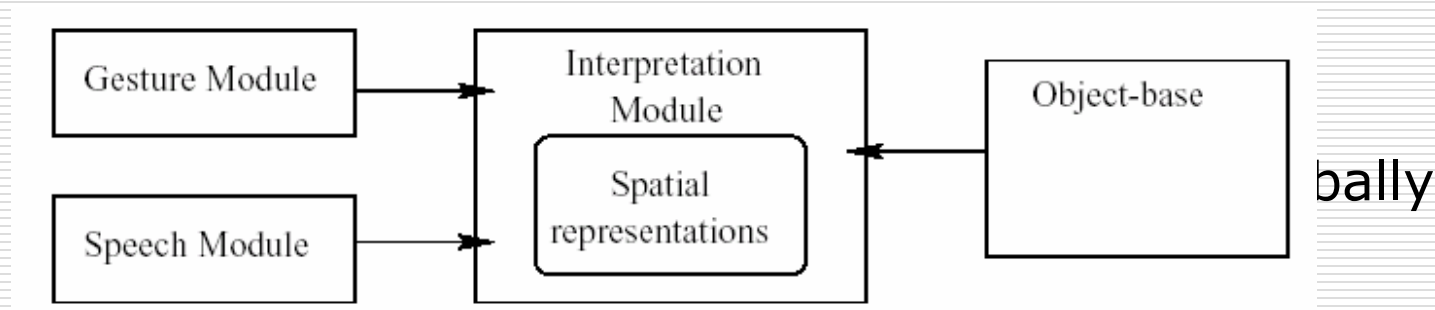 Gesture Module
Speech Module
Interpretation
Module
Spatial
representations
Object-base
bally